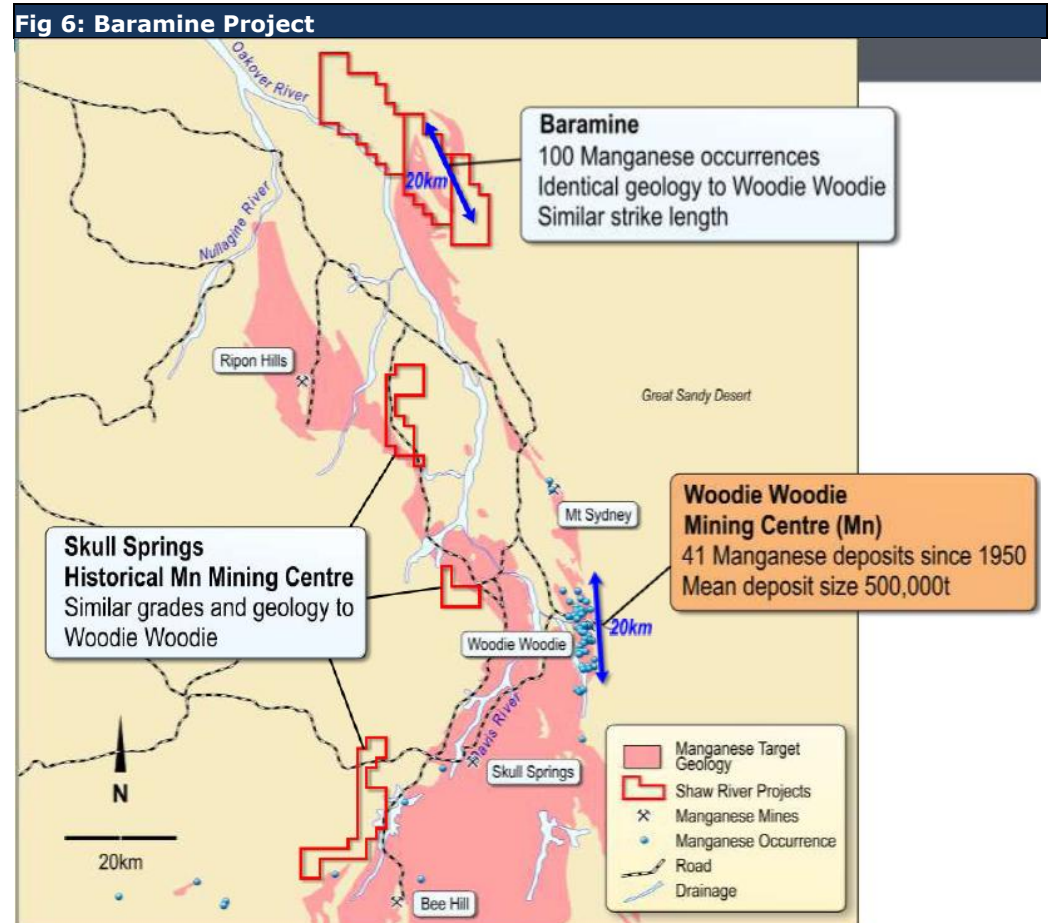 Fig 6: Baramine Project
Oakover River
Baramine
100 Manganese occurrences
Identical geology to Woodie Woodie
Similar strike length
20km
Nullagine River
Ripon Hills
Great Sandy Desert
Mt Sydney
Woodie Woodie
Mining Centre (Mn)
41 Manganese deposits since 1950
Mean deposit size 500,000t
Skull Springs
Historical Mn Mining Centre
Similar grades and geology to
Woodie Woodie
20km
Woodie Woodie
Davis River
Skull Springs
N
20km
Bee Hill
Manganese Target
Geology
Shaw River Projects
Manganese Mines
Manganese Occurrence
Road
Drainage